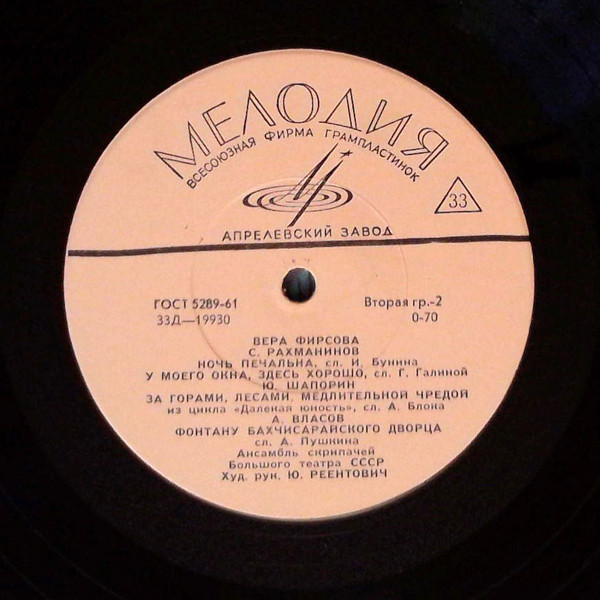 МЕЛОДИЯ
ВСЕСОЮЗНАЯ ФИРМА ГРАМПЛАСТИНОК
33
АПРЕЛЕВСКИЙ ЗАВОД
ГОСТ 5289-61 Вторая гр.-2
33Д—19930 0-70
ВЕРА ФИРСОВА
С. РАХМАНИНОВ
НОЧЬ ПЕЧАЛЬНА, сл. И. Бунина
У МОЕГО ОКНА, ЗДЕСЬ ХОРОШО, сл. Г. Галиной
Ю. ШАПОРИН
ЗА ГОРАМИ, ЛЕСАМИ, МЕДЛИТЕЛЬНОЙ ЧРЕДОЙ
из цикла «Далекая юность», сл. А. Блока
А. ВЛАСОВ
ФОНТАНУ БАХЧИСАРАЙСКОГО ДВОРЦА
сл. А. Пушкина
Ансамбль скрипачей
Большого театра СССР
Худ. рук. Ю. РЕЕНТОВИЧ